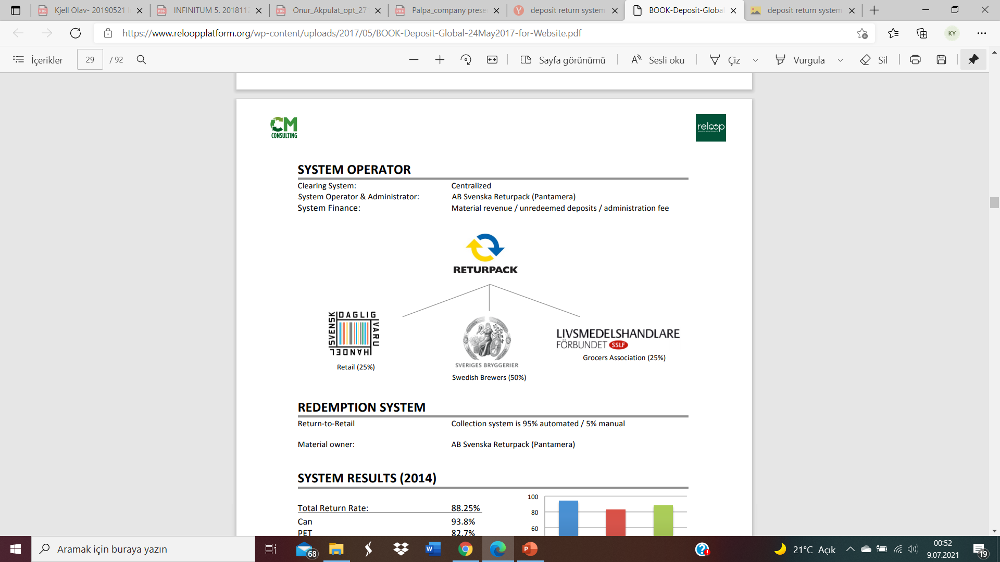 Kjell Olav- 20190521
INFINITUM 5. 2018112
Onur_Akpulat_opt_27
Palpa_company prese
deposit return system
BOOK-Deposit-Global
deposit return system
https://www.reloopplatform.org/wp-content/uploads/2017/05/BOOK-Deposit-Global-24May2017-for-Website.pdf
KY
İçerikler
29
/ 92
Sayfa görünümü
Sesli oku
Çiz
Vurgula
Sil
CM
CONSULTING
reloop
SYSTEM OPERATOR
Clearing System: Centralized
System Operator & Administrator: AB Svenska Returpack (Pantamera)
System Finance: Material revenue / unredeemed deposits / administration fee
RETURPACK
SVENSK DAGLIGVARUHANDEL
Retail (25%)
SVERIGES BRYGGERIER
Swedish Brewers (50%)
LIVSMEDELSHANDLARE
FÖRBUNDET SSLF
Grocers Association (25%)
REDEMPTION SYSTEM
Return-to-Retail Collection system is 95% automated / 5% manual
Material owner: AB Svenska Returpack (Pantamera)
SYSTEM RESULTS (2014)
Total Return Rate: 88.25%
Can 93.8%
PET 82.7%
100
80
60
Aramak için buraya yazın
68
21°C Açık
00:52
9.07.2021
19